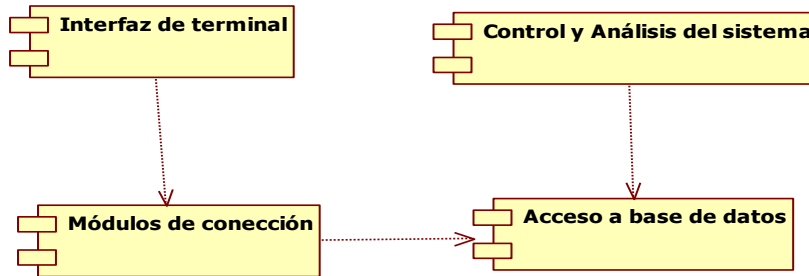 Interfaz de terminal
Control y Análisis del sistema
Módulos de conección
Acceso a base de datos